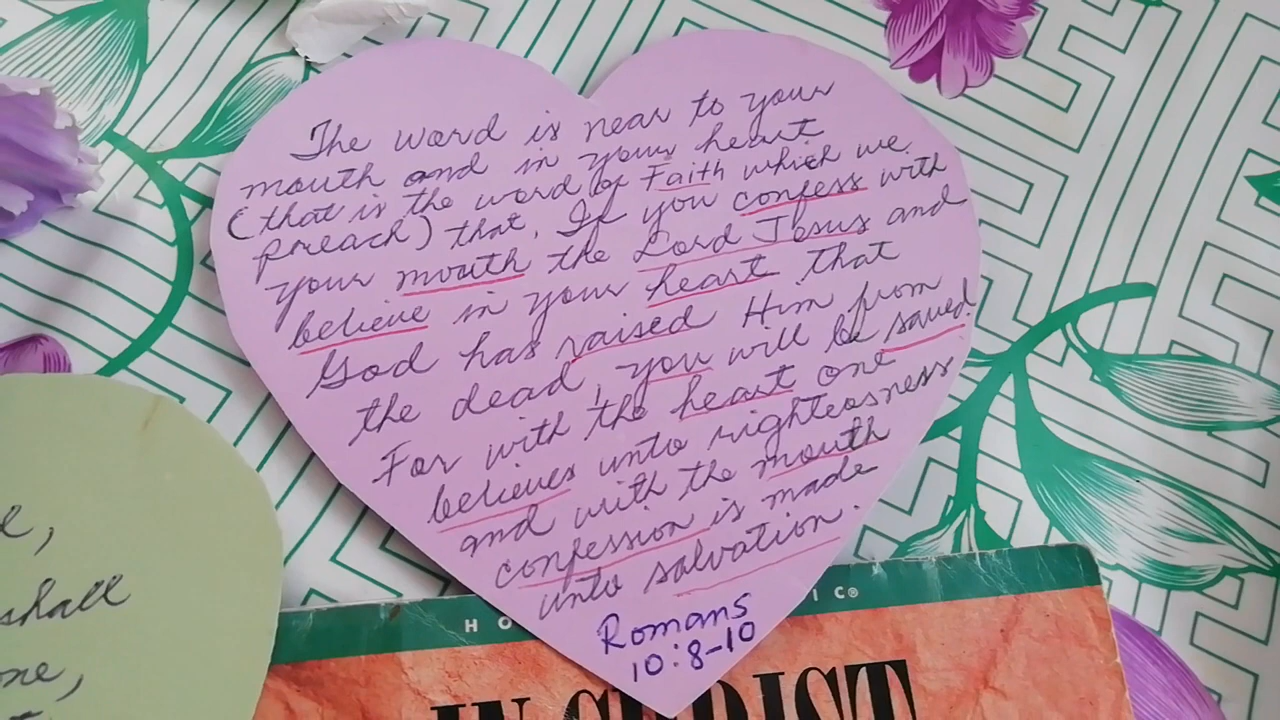 The word is near to your
mouth and in your heart
(that is the word of Faith which we
preach) that, If you confess with
your mouth the Lord Jesus and
believe in your heart that
God has raised Him from
the dead, you will be saved.
For with the heart one
believes unto righteosness
and with the mouth
confession is made
unto salvation.
Romans
10:8-10
shall
HO IC®
IN CHRIST